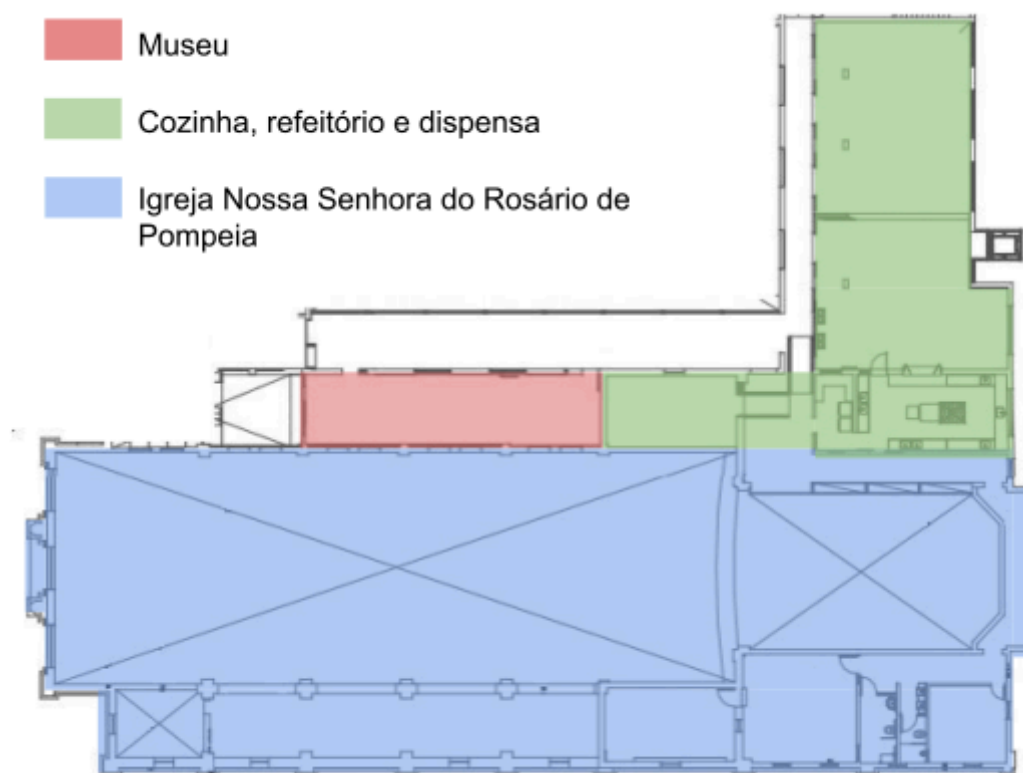 Museu
Cozinha, refeitório e dispensa
Igreja Nossa Senhora do Rosário de
Pompeia